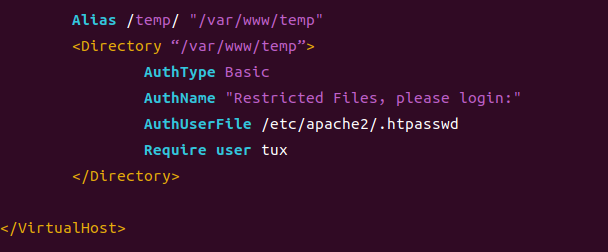 Alias /temp/ "/var/www/temp"
<Directory “/var/www/temp”>
AuthType Basic
AuthName "Restricted Files, please login:"
AuthUserFile /etc/apache2/.htpasswd
Require user tux
</Directory>
</VirtualHost>